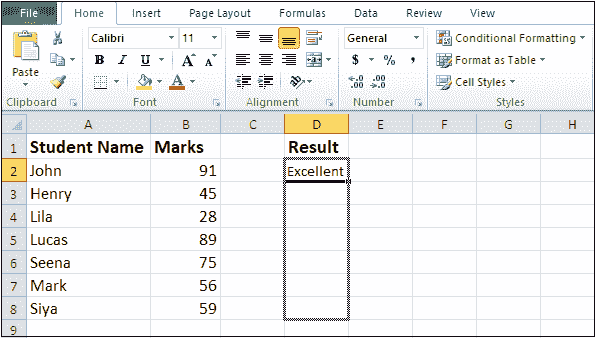 File Home Insert Page Layout Formulas Data Review View
Calibri 11 General Conditional Formatting
Paste B I U A A $ % , Format as Table
.00 .0 Cell Styles
Clipboard Font Alignment Number Styles
A B C D E F G H
1 Student Name Marks Result
2 John 91 Excellent
3 Henry 45
4 Lila 28
5 Lucas 89
6 Seena 75
7 Mark 56
8 Siya 59
9